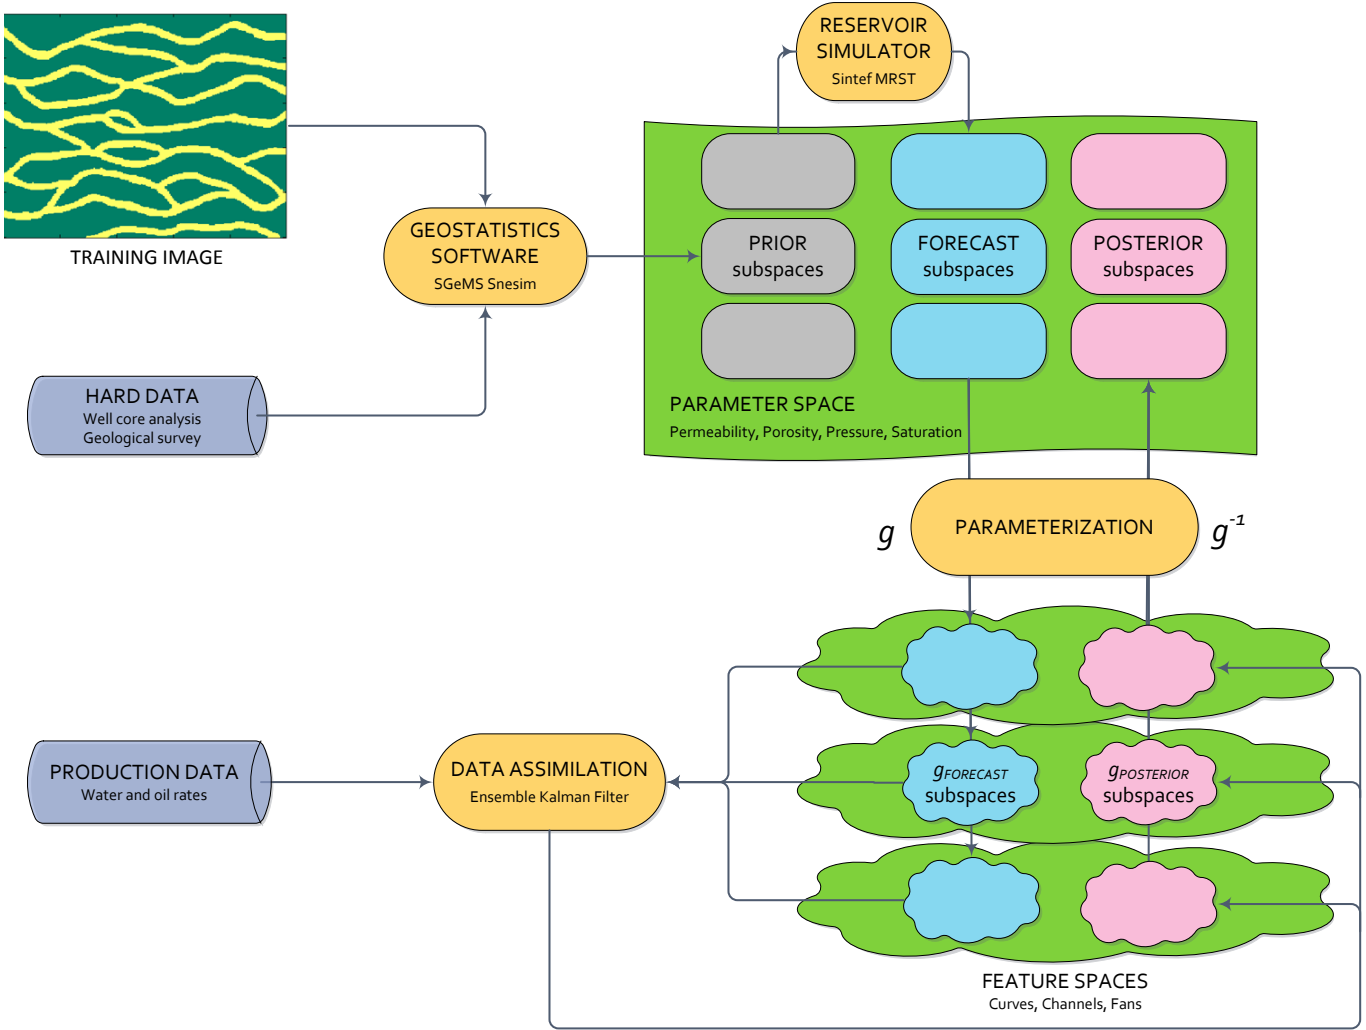 RESERVOIR
SIMULATOR
Sintef MRST
TRAINING IMAGE
GEOSTATISTICS
SOFTWARE
SGeMS Snesim
PRIOR
subspaces
FORECAST
subspaces
POSTERIOR
subspaces
HARD DATA
Well core analysis
Geological survey
PARAMETER SPACE
Permeability, Porosity, Pressure, Saturation
g
PARAMETERIZATION
g⁻¹
PRODUCTION DATA
Water and oil rates
DATA ASSIMILATION
Ensemble Kalman Filter
gFORECAST
subspaces
gPOSTERIOR
subspaces
FEATURE SPACES
Curves, Channels, Fans